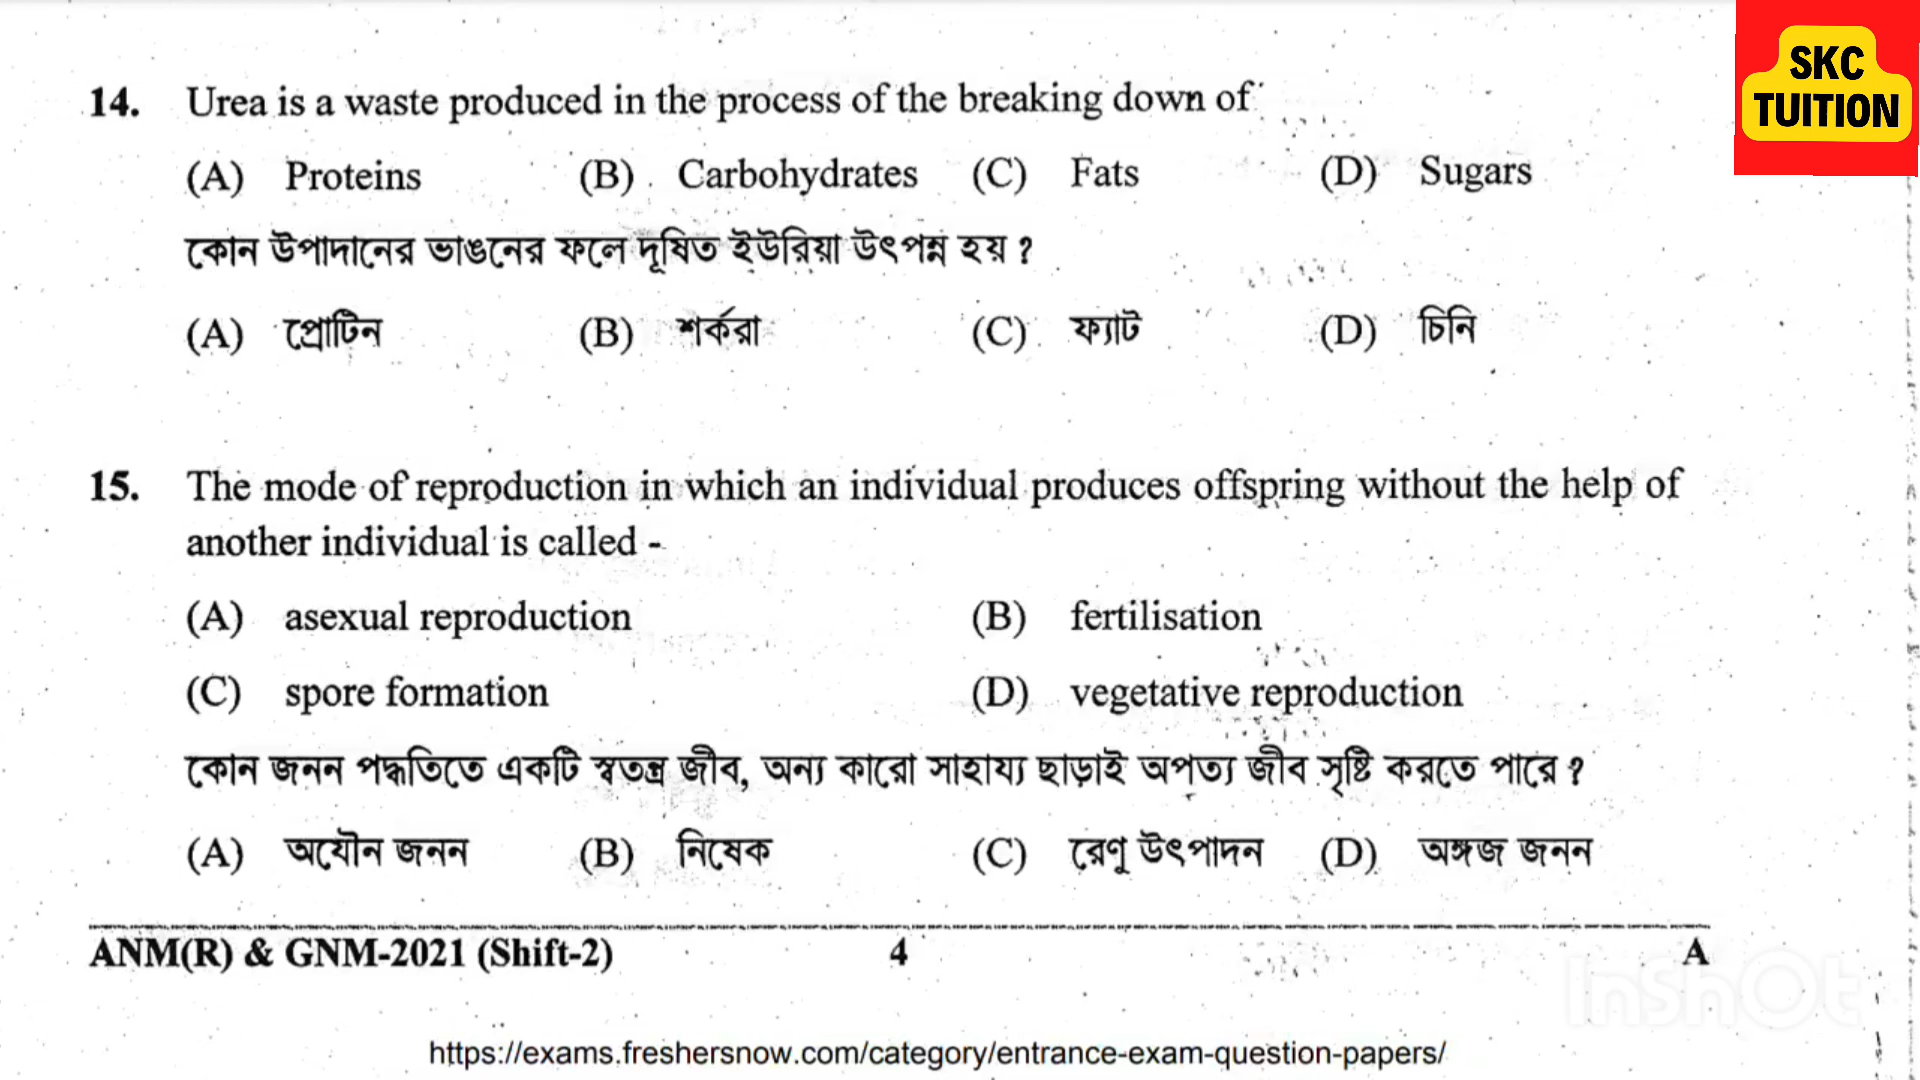 SKC
TUITION
14. Urea is a waste produced in the process of the breaking down of
(A) Proteins (B) Carbohydrates (C) Fats (D) Sugars
কোন উপাদানের ভাঙনের ফলে দূষিত ইউরিয়া উৎপন্ন হয় ?
(A) প্রোটিন (B) শর্করা (C) ফ্যাট (D) চিনি
15. The mode of reproduction in which an individual produces offspring without the help of
another individual is called -
(A) asexual reproduction (B) fertilisation
(C) spore formation (D) vegetative reproduction
কোন জনন পদ্ধতিতে একটি স্বতন্ত্র জীব, অন্য কারো সাহায্য ছাড়াই অপত্য জীব সৃষ্টি করতে পারে ?
(A) অযৌন জনন (B) নিষেক (C) রেণু উৎপাদন (D) অঙ্গজ জনন
ANM(R) & GNM-2021 (Shift-2) 4 A
InShOt
https://exams.freshersnow.com/category/entrance-exam-question-papers/